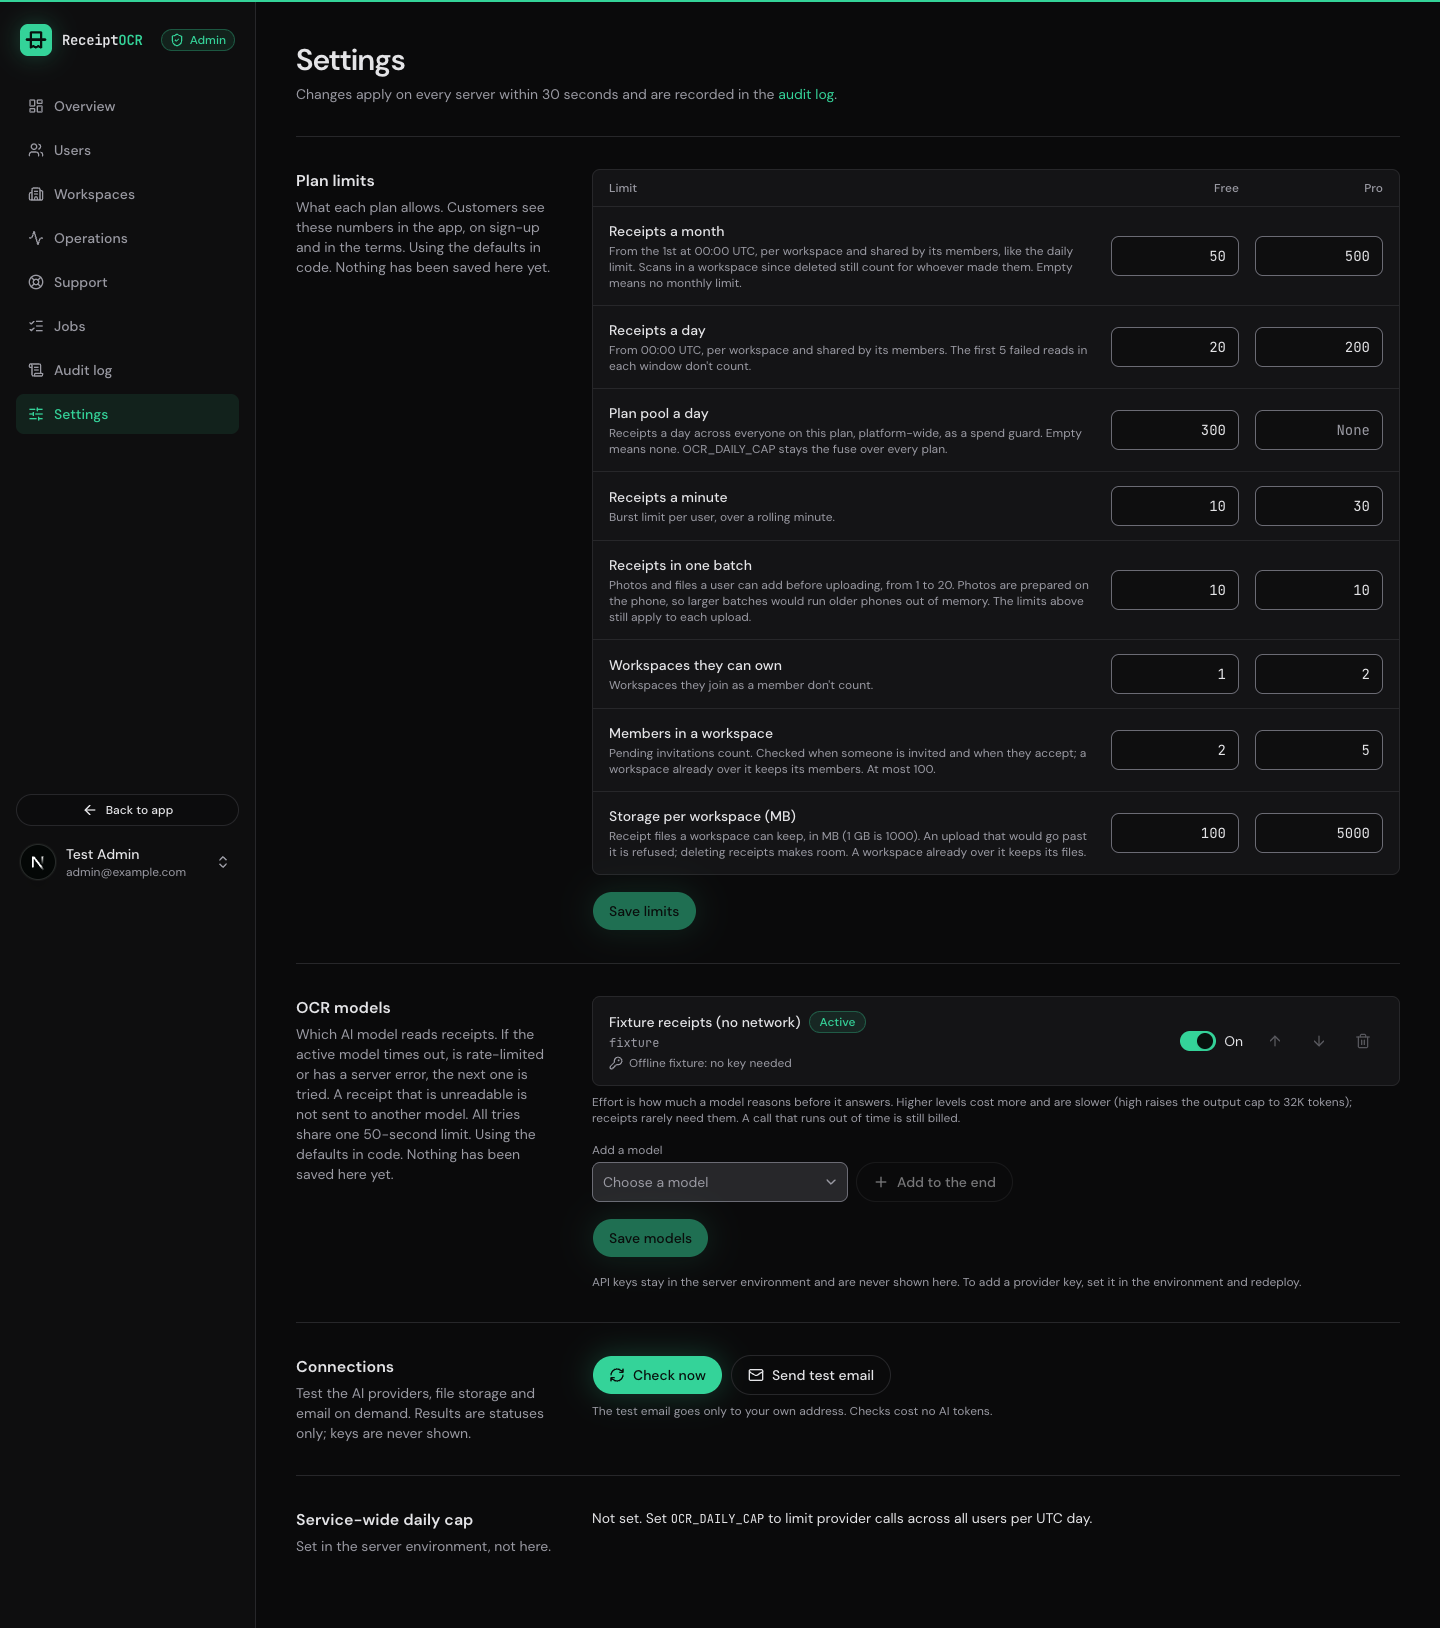 ReceiptOCR
Admin
Overview
Users
Workspaces
Operations
Support
Jobs
Audit log
Settings
Back to app
N
Test Admin
admin@example.com
Settings
Changes apply on every server within 30 seconds and are recorded in the audit log.
Plan limits
What each plan allows. Customers see
these numbers in the app, on sign-up
and in the terms. Using the defaults in
code. Nothing has been saved here yet.
Limit Free Pro
Receipts a month
From the 1st at 00:00 UTC, per workspace and shared by its members, like the daily
limit. Scans in a workspace since deleted still count for whoever made them. Empty
means no monthly limit.
50 500
Receipts a day
From 00:00 UTC, per workspace and shared by its members. The first 5 failed reads in
each window don't count.
20 200
Plan pool a day
Receipts a day across everyone on this plan, platform-wide, as a spend guard. Empty
means none. OCR_DAILY_CAP stays the fuse over every plan.
300 None
Receipts a minute
Burst limit per user, over a rolling minute.
10 30
Receipts in one batch
Photos and files a user can add before uploading, from 1 to 20. Photos are prepared on
the phone, so larger batches would run older phones out of memory. The limits above
still apply to each upload.
10 10
Workspaces they can own
Workspaces they join as a member don't count.
1 2
Members in a workspace
Pending invitations count. Checked when someone is invited and when they accept; a
workspace already over it keeps its members. At most 100.
2 5
Storage per workspace (MB)
Receipt files a workspace can keep, in MB (1 GB is 1000). An upload that would go past
it is refused; deleting receipts makes room. A workspace already over it keeps its files.
100 5000
Save limits
OCR models
Which AI model reads receipts. If the
active model times out, is rate-limited
or has a server error, the next one is
tried. A receipt that is unreadable is
not sent to another model. All tries
share one 50-second limit. Using the
defaults in code. Nothing has been
saved here yet.
Fixture receipts (no network) Active
fixture
Offline fixture: no key needed
On
Effort is how much a model reasons before it answers. Higher levels cost more and are slower (high raises the output cap to 32K tokens);
receipts rarely need them. A call that runs out of time is still billed.
Add a model
Choose a model
Add to the end
Save models
API keys stay in the server environment and are never shown here. To add a provider key, set it in the environment and redeploy.
Connections
Test the AI providers, file storage and
email on demand. Results are statuses
only; keys are never shown.
Check now
Send test email
The test email goes only to your own address. Checks cost no AI tokens.
Service-wide daily cap
Set in the server environment, not here.
Not set. Set OCR_DAILY_CAP to limit provider calls across all users per UTC day.